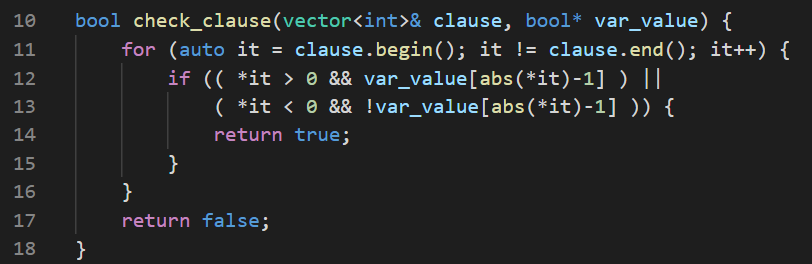 10 bool check_clause(vector<int>& clause, bool* var_value) {
11     for (auto it = clause.begin(); it != clause.end(); it++) {
12         if (( *it > 0 && var_value[abs(*it)-1] ) ||
13             ( *it < 0 && !var_value[abs(*it)-1] )) {
14             return true;
15         }
16     }
17     return false;
18 }